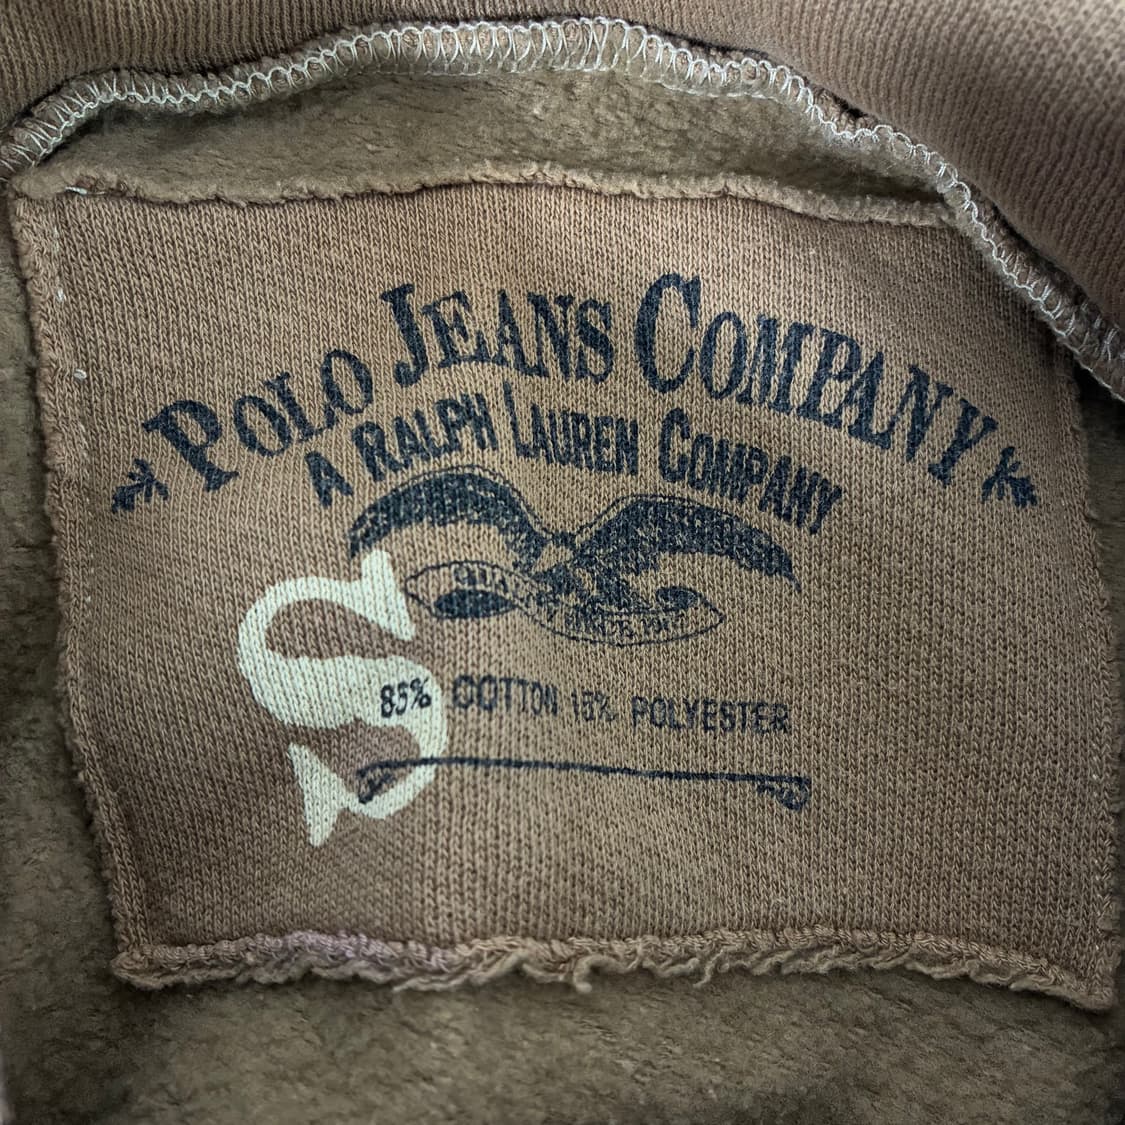 POLO JEANS COMPANY
A RALPH LAUREN COMPANY
S
85% COTTON 15% POLYESTER